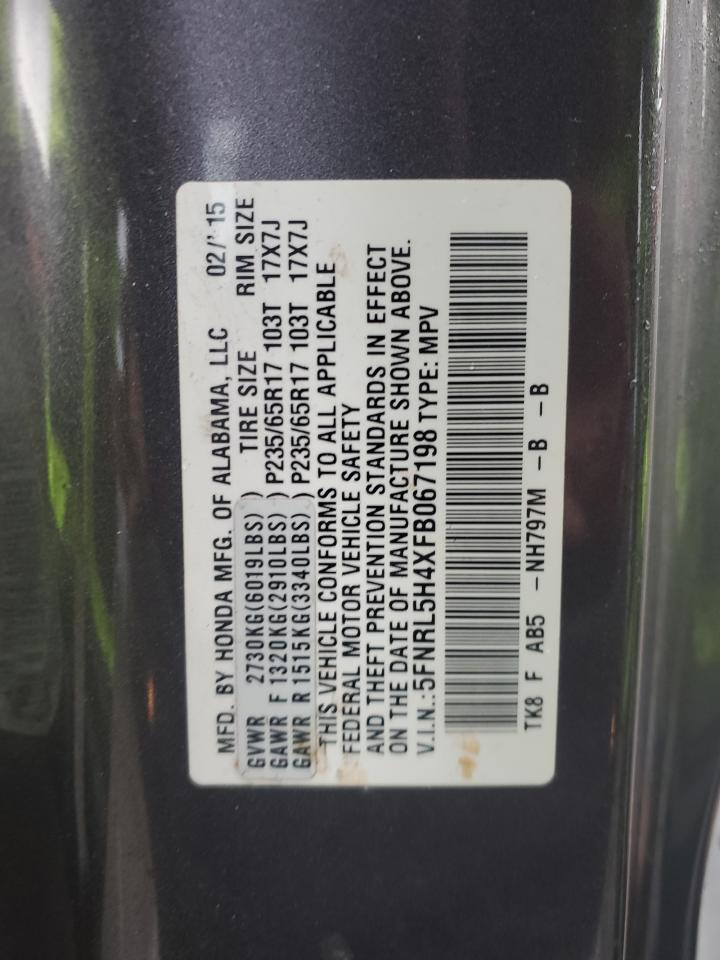 MFD. BY HONDA MFG. OF ALABAMA, LLC 02/'15
TIRE SIZE RIM SIZE
GVWR 2730KG(6019LBS)
GAWR F 1320KG(2910LBS) P235/65R17 103T 17X7J
GAWR R 1515KG(3340LBS) P235/65R17 103T 17X7J
THIS VEHICLE CONFORMS TO ALL APPLICABLE
FEDERAL MOTOR VEHICLE SAFETY
AND THEFT PREVENTION STANDARDS IN EFFECT
ON THE DATE OF MANUFACTURE SHOWN ABOVE.
V.I.N.:5FNRL5H4XFB067198 TYPE: MPV
TK8 F AB5 -NH797M -B -B